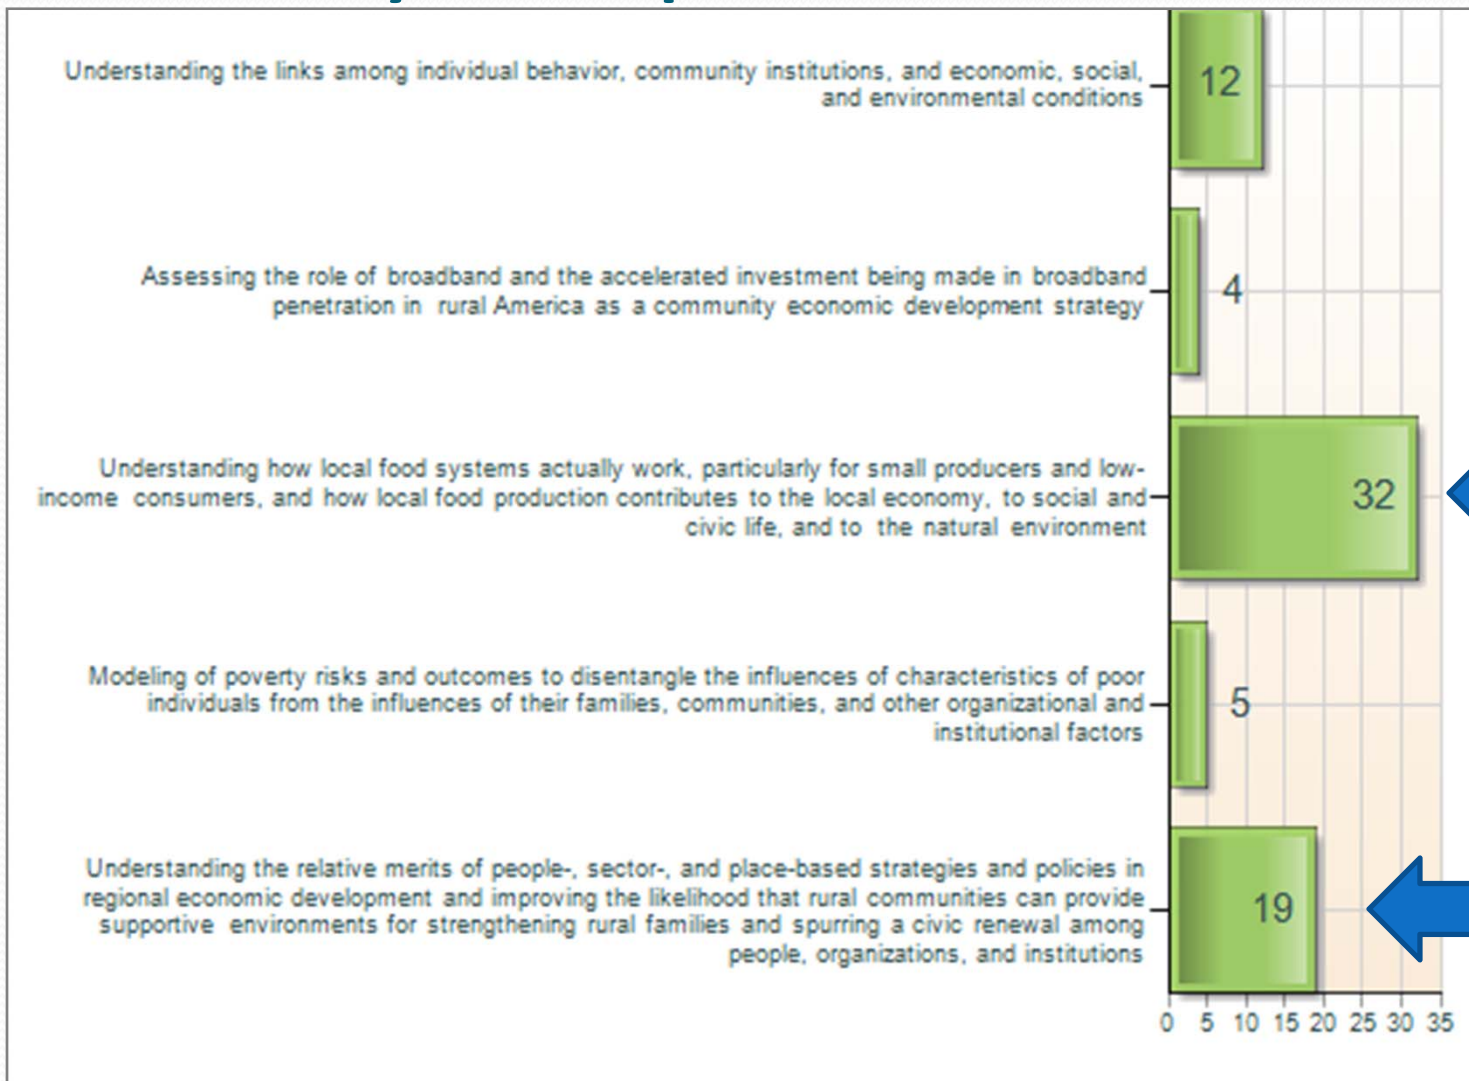 Understanding the links among individual behavior, community institutions, and economic, social,
and environmental conditions
12
Assessing the role of broadband and the accelerated investment being made in broadband
penetration in rural America as a community economic development strategy
4
Understanding how local food systems actually work, particularly for small producers and low-
income consumers, and how local food production contributes to the local economy, to social and
civic life, and to the natural environment
32
Modeling of poverty risks and outcomes to disentangle the influences of characteristics of poor
individuals from the influences of their families, communities, and other organizational and
institutional factors
5
Understanding the relative merits of people-, sector-, and place-based strategies and policies in
regional economic development and improving the likelihood that rural communities can provide
supportive environments for strengthening rural families and spurring a civic renewal among
people, organizations, and institutions
19
0 5 10 15 20 25 30 35